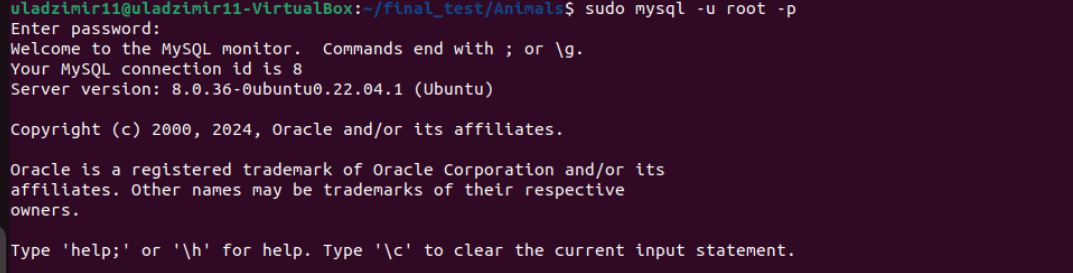 uladzimir11@uladzimir11-VirtualBox:~/final_test/Animals$ sudo mysql -u root -p
Enter password:
Welcome to the MySQL monitor.  Commands end with ; or \g.
Your MySQL connection id is 8
Server version: 8.0.36-0ubuntu0.22.04.1 (Ubuntu)
Copyright (c) 2000, 2024, Oracle and/or its affiliates.
Oracle is a registered trademark of Oracle Corporation and/or its
affiliates. Other names may be trademarks of their respective
owners.
Type 'help;' or '\h' for help. Type '\c' to clear the current input statement.